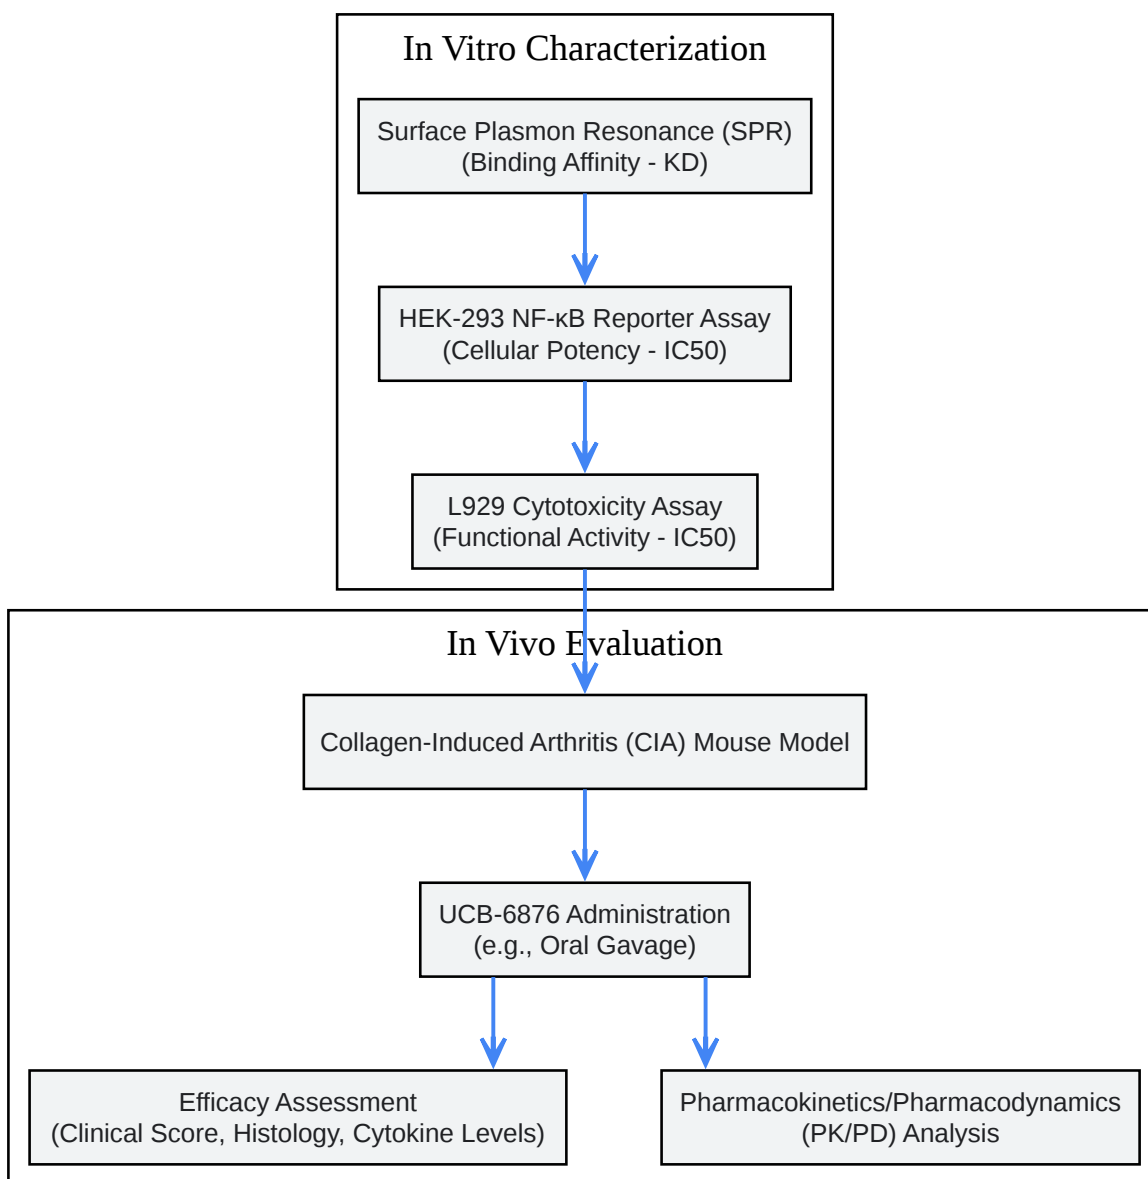 In Vitro Characterization
Surface Plasmon Resonance (SPR)
(Binding Affinity - KD)
HEK-293 NF-κB Reporter Assay
(Cellular Potency - IC50)
L929 Cytotoxicity Assay
(Functional Activity - IC50)
In Vivo Evaluation
Collagen-Induced Arthritis (CIA) Mouse Model
UCB-6876 Administration
(e.g., Oral Gavage)
Efficacy Assessment
(Clinical Score, Histology, Cytokine Levels)
Pharmacokinetics/Pharmacodynamics
(PK/PD) Analysis